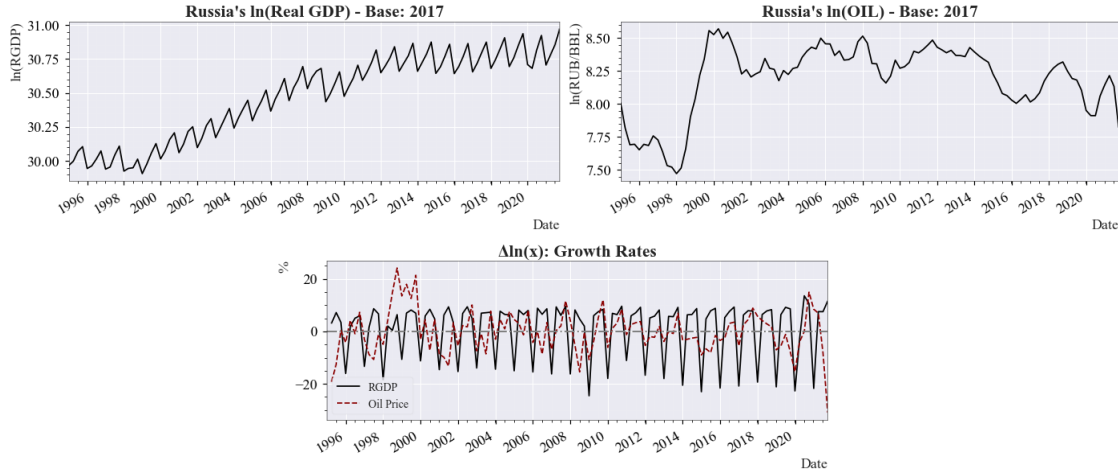 Russia's ln(Real GDP) - Base: 2017
ln(RGDP)
31.00
30.75
30.50
30.25
30.00
1996 1998 2000 2002 2004 2006 2008 2010 2012 2014 2016 2018 2020
Date
Russia's ln(OIL) - Base: 2017
ln(RUB/BBL)
8.50
8.25
8.00
7.75
7.50
1996 1998 2000 2002 2004 2006 2008 2010 2012 2014 2016 2018 2020
Date
Δln(x): Growth Rates
%
20
0
−20
RGDP
Oil Price
1996 1998 2000 2002 2004 2006 2008 2010 2012 2014 2016 2018 2020
Date